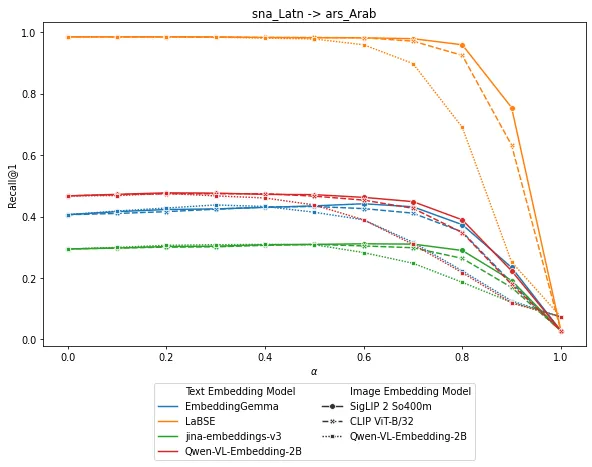 sna_Latn -> ars_Arab
Recall@1
1.0
0.8
0.6
0.4
0.2
0.0
0.0 0.2 0.4 0.6 0.8 1.0
α
Text Embedding Model
EmbeddingGemma
LaBSE
jina-embeddings-v3
Qwen-VL-Embedding-2B
Image Embedding Model
SigLIP 2 So400m
CLIP ViT-B/32
Qwen-VL-Embedding-2B